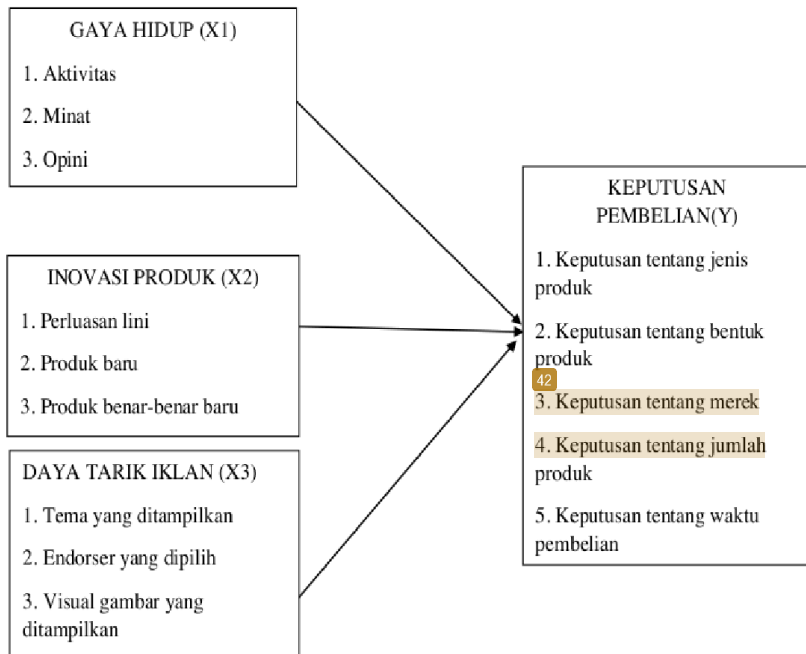 GAYA HIDUP (X1)
1. Aktivitas
2. Minat
3. Opini
INOVASI PRODUK (X2)
1. Perluasan lini
2. Produk baru
3. Produk benar-benar baru
DAYA TARIK IKLAN (X3)
1. Tema yang ditampilkan
2. Endorser yang dipilih
3. Visual gambar yang
ditampilkan
KEPUTUSAN
PEMBELIAN(Y)
1. Keputusan tentang jenis
produk
2. Keputusan tentang bentuk
produk
42
3. Keputusan tentang merek
4. Keputusan tentang jumlah
produk
5. Keputusan tentang waktu
pembelian